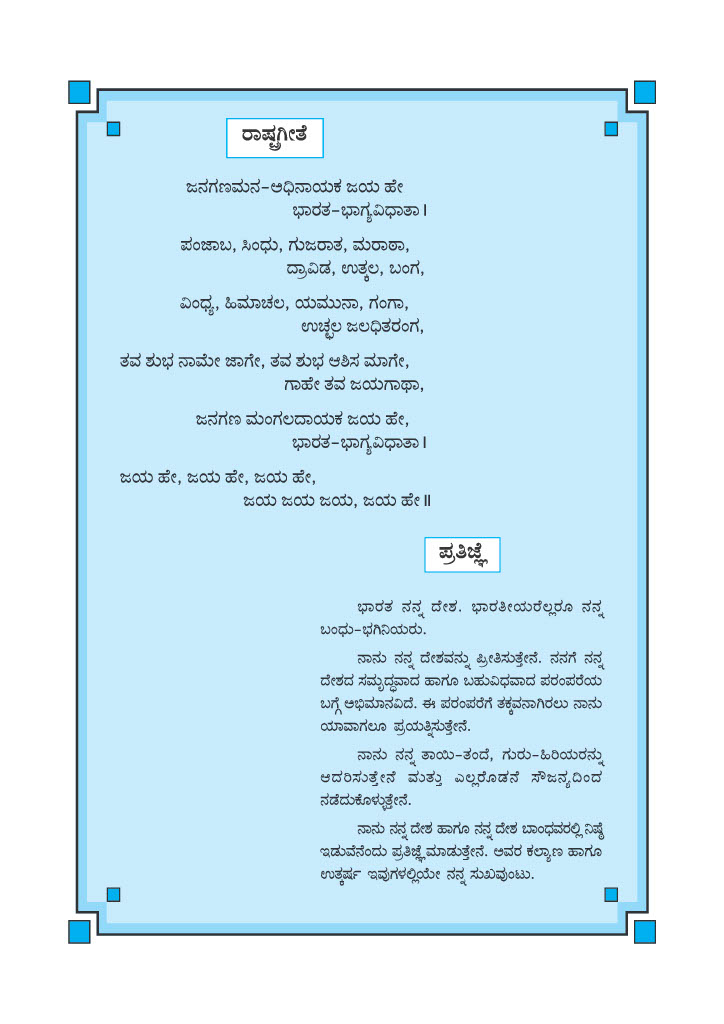 ರಾಷ್ಟ್ರಗೀತೆ
ಜನಗಣಮನ-ಅಧಿನಾಯಕ ಜಯ ಹೇ
ಭಾರತ-ಭಾಗ್ಯವಿಧಾತಾ।
ಪಂಜಾಬ, ಸಿಂಧು, ಗುಜರಾತ, ಮರಾಠಾ,
ದ್ರಾವಿಡ, ಉತ್ಕಲ, ಬಂಗ,
ವಿಂಧ್ಯ, ಹಿಮಾಚಲ, ಯಮುನಾ, ಗಂಗಾ,
ಉಚ್ಛಲ ಜಲಧಿತರಂಗ,
ತವ ಶುಭ ನಾಮೇ ಜಾಗೇ, ತವ ಶುಭ ಆಶಿಸ ಮಾಗೇ,
ಗಾಹೇ ತವ ಜಯಗಾಥಾ,
ಜನಗಣ ಮಂಗಲದಾಯಕ ಜಯ ಹೇ,
ಭಾರತ-ಭಾಗ್ಯವಿಧಾತಾ।
ಜಯ ಹೇ, ಜಯ ಹೇ, ಜಯ ಹೇ,
ಜಯ ಜಯ ಜಯ, ಜಯ ಹೇ॥
ಪ್ರತಿಜ್ಞೆ
ಭಾರತ ನನ್ನ ದೇಶ. ಭಾರತೀಯರೆಲ್ಲರೂ ನನ್ನ
ಬಂಧು-ಭಗಿನಿಯರು.
ನಾನು ನನ್ನ ದೇಶವನ್ನು ಪ್ರೀತಿಸುತ್ತೇನೆ. ನನಗೆ ನನ್ನ
ದೇಶದ ಸಮೃದ್ಧವಾದ ಹಾಗೂ ಬಹುವಿಧವಾದ ಪರಂಪರೆಯ
ಬಗ್ಗೆ ಅಭಿಮಾನವಿದೆ. ಈ ಪರಂಪರೆಗೆ ತಕ್ಕವನಾಗಿರಲು ನಾನು
ಯಾವಾಗಲೂ ಪ್ರಯತ್ನಿಸುತ್ತೇನೆ.
ನಾನು ನನ್ನ ತಾಯಿ-ತಂದೆ, ಗುರು-ಹಿರಿಯರನ್ನು
ಆದರಿಸುತ್ತೇನೆ ಮತ್ತು ಎಲ್ಲರೊಡನೆ ಸೌಜನ್ಯದಿಂದ
ನಡೆದುಕೊಳ್ಳುತ್ತೇನೆ.
ನಾನು ನನ್ನ ದೇಶ ಹಾಗೂ ನನ್ನ ದೇಶ ಬಾಂಧವರಲ್ಲಿ ನಿಷ್ಠೆ
ಇಡುವೆನೆಂದು ಪ್ರತಿಜ್ಞೆ ಮಾಡುತ್ತೇನೆ. ಅವರ ಕಲ್ಯಾಣ ಹಾಗೂ
ಉತ್ಕರ್ಷ ಇವುಗಳಲ್ಲಿಯೇ ನನ್ನ ಸುಖವುಂಟು.